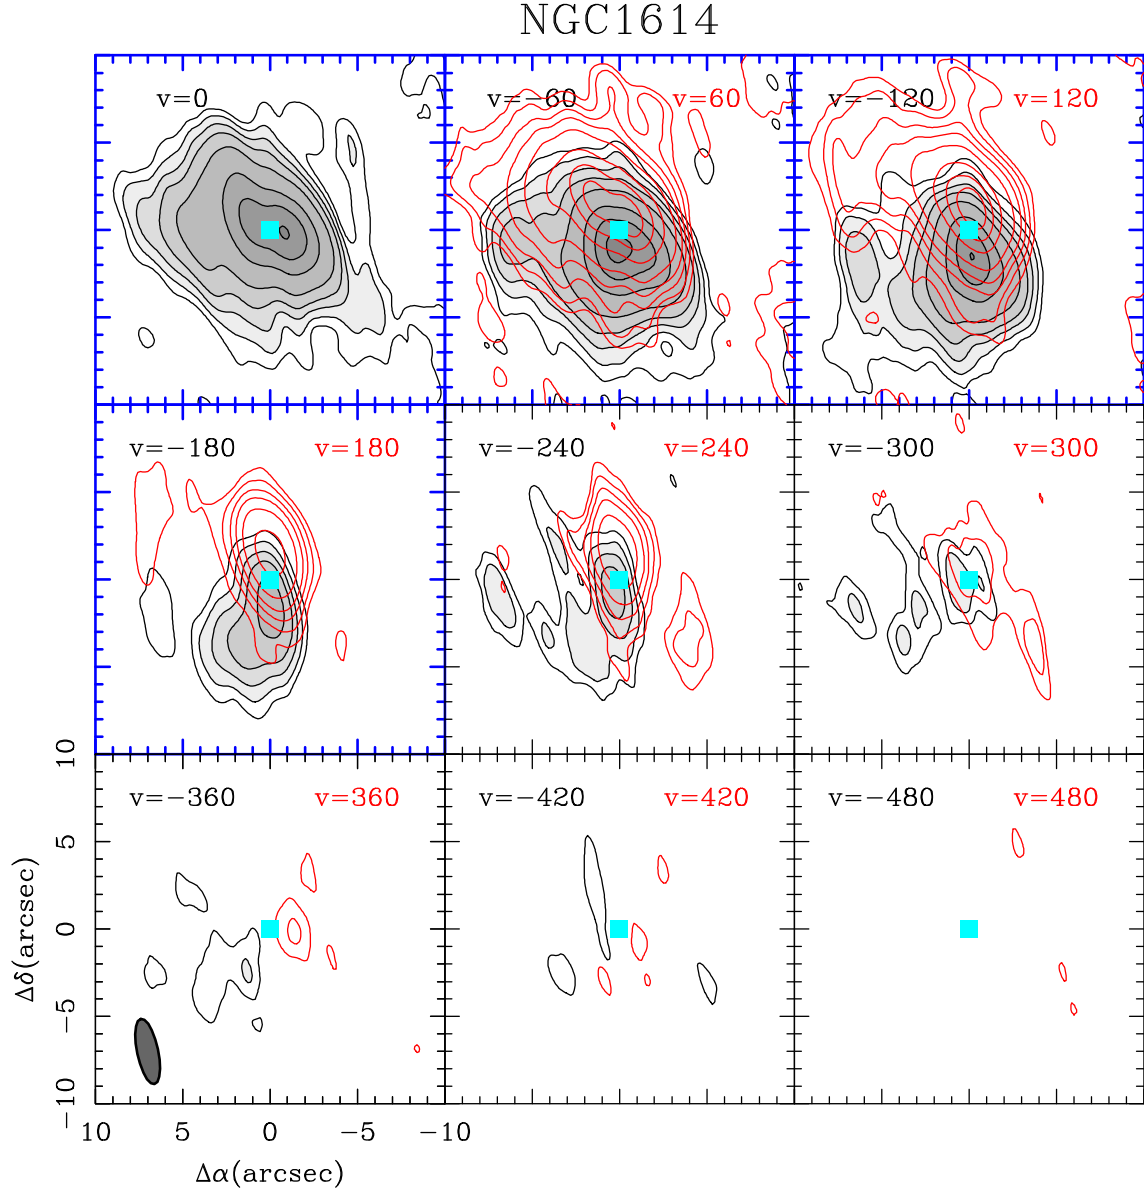 NGC1614
v=0
v=−60 v=60
v=−120 v=120
v=−180 v=180
v=−240 v=240
v=−300 v=300
10
v=−360 v=360
v=−420 v=420
v=−480 v=480
5
0
−5
−10
Δδ(arcsec)
10 5 0 −5 −10
Δα(arcsec)